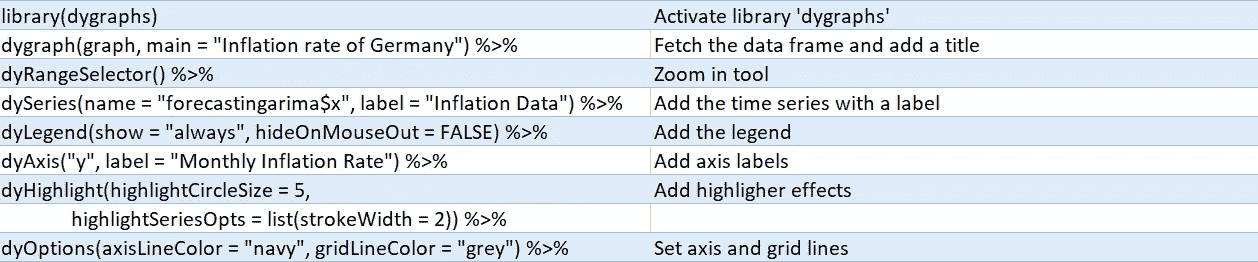 library(dygraphs) Activate library 'dygraphs'
dygraph(graph, main = "Inflation rate of Germany") %>% Fetch the data frame and add a title
dyRangeSelector() %>% Zoom in tool
dySeries(name = "forecastingarima$x", label = "Inflation Data") %>% Add the time series with a label
dyLegend(show = "always", hideOnMouseOut = FALSE) %>% Add the legend
dyAxis("y", label = "Monthly Inflation Rate") %>% Add axis labels
dyHighlight(highlightCircleSize = 5, Add highligher effects
highlightSeriesOpts = list(strokeWidth = 2)) %>%
dyOptions(axisLineColor = "navy", gridLineColor = "grey") %>% Set axis and grid lines